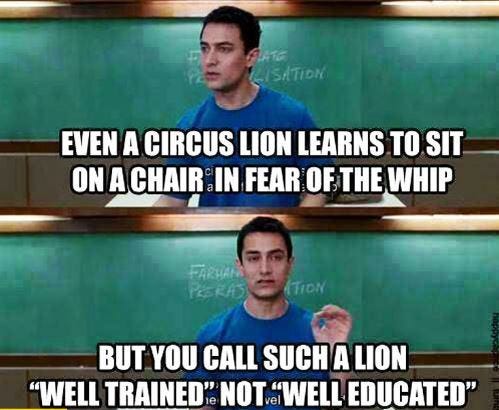 EVEN A CIRCUS LION LEARNS TO SIT
ON A CHAIR IN FEAR OF THE WHIP
FARHAN
BUT YOU CALL SUCH A LION
“WELL TRAINED” NOT “WELL EDUCATED”